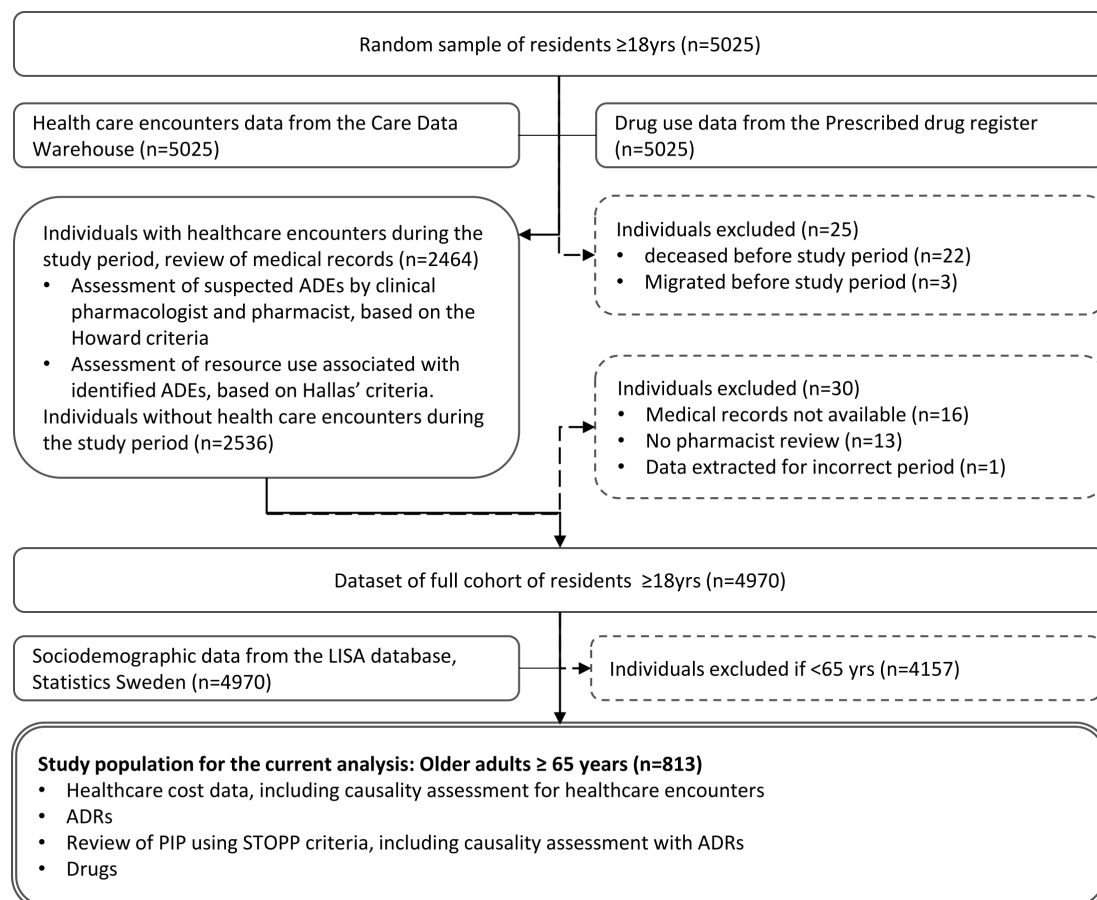 Random sample of residents ≥18yrs (n=5025)
Health care encounters data from the Care Data
Warehouse (n=5025)
Drug use data from the Prescribed drug register
(n=5025)
Individuals with healthcare encounters during the
study period, review of medical records (n=2464)
• Assessment of suspected ADEs by clinical
pharmacologist and pharmacist, based on the
Howard criteria
• Assessment of resource use associated with
identified ADEs, based on Hallas’ criteria.
Individuals without health care encounters during
the study period (n=2536)
Individuals excluded (n=25)
• deceased before study period (n=22)
• Migrated before study period (n=3)
Individuals excluded (n=30)
• Medical records not available (n=16)
• No pharmacist review (n=13)
• Data extracted for incorrect period (n=1)
Dataset of full cohort of residents ≥18yrs (n=4970)
Sociodemographic data from the LISA database,
Statistics Sweden (n=4970)
Individuals excluded if <65 yrs (n=4157)
Study population for the current analysis: Older adults ≥ 65 years (n=813)
• Healthcare cost data, including causality assessment for healthcare encounters
• ADRs
• Review of PIP using STOPP criteria, including causality assessment with ADRs
• Drugs